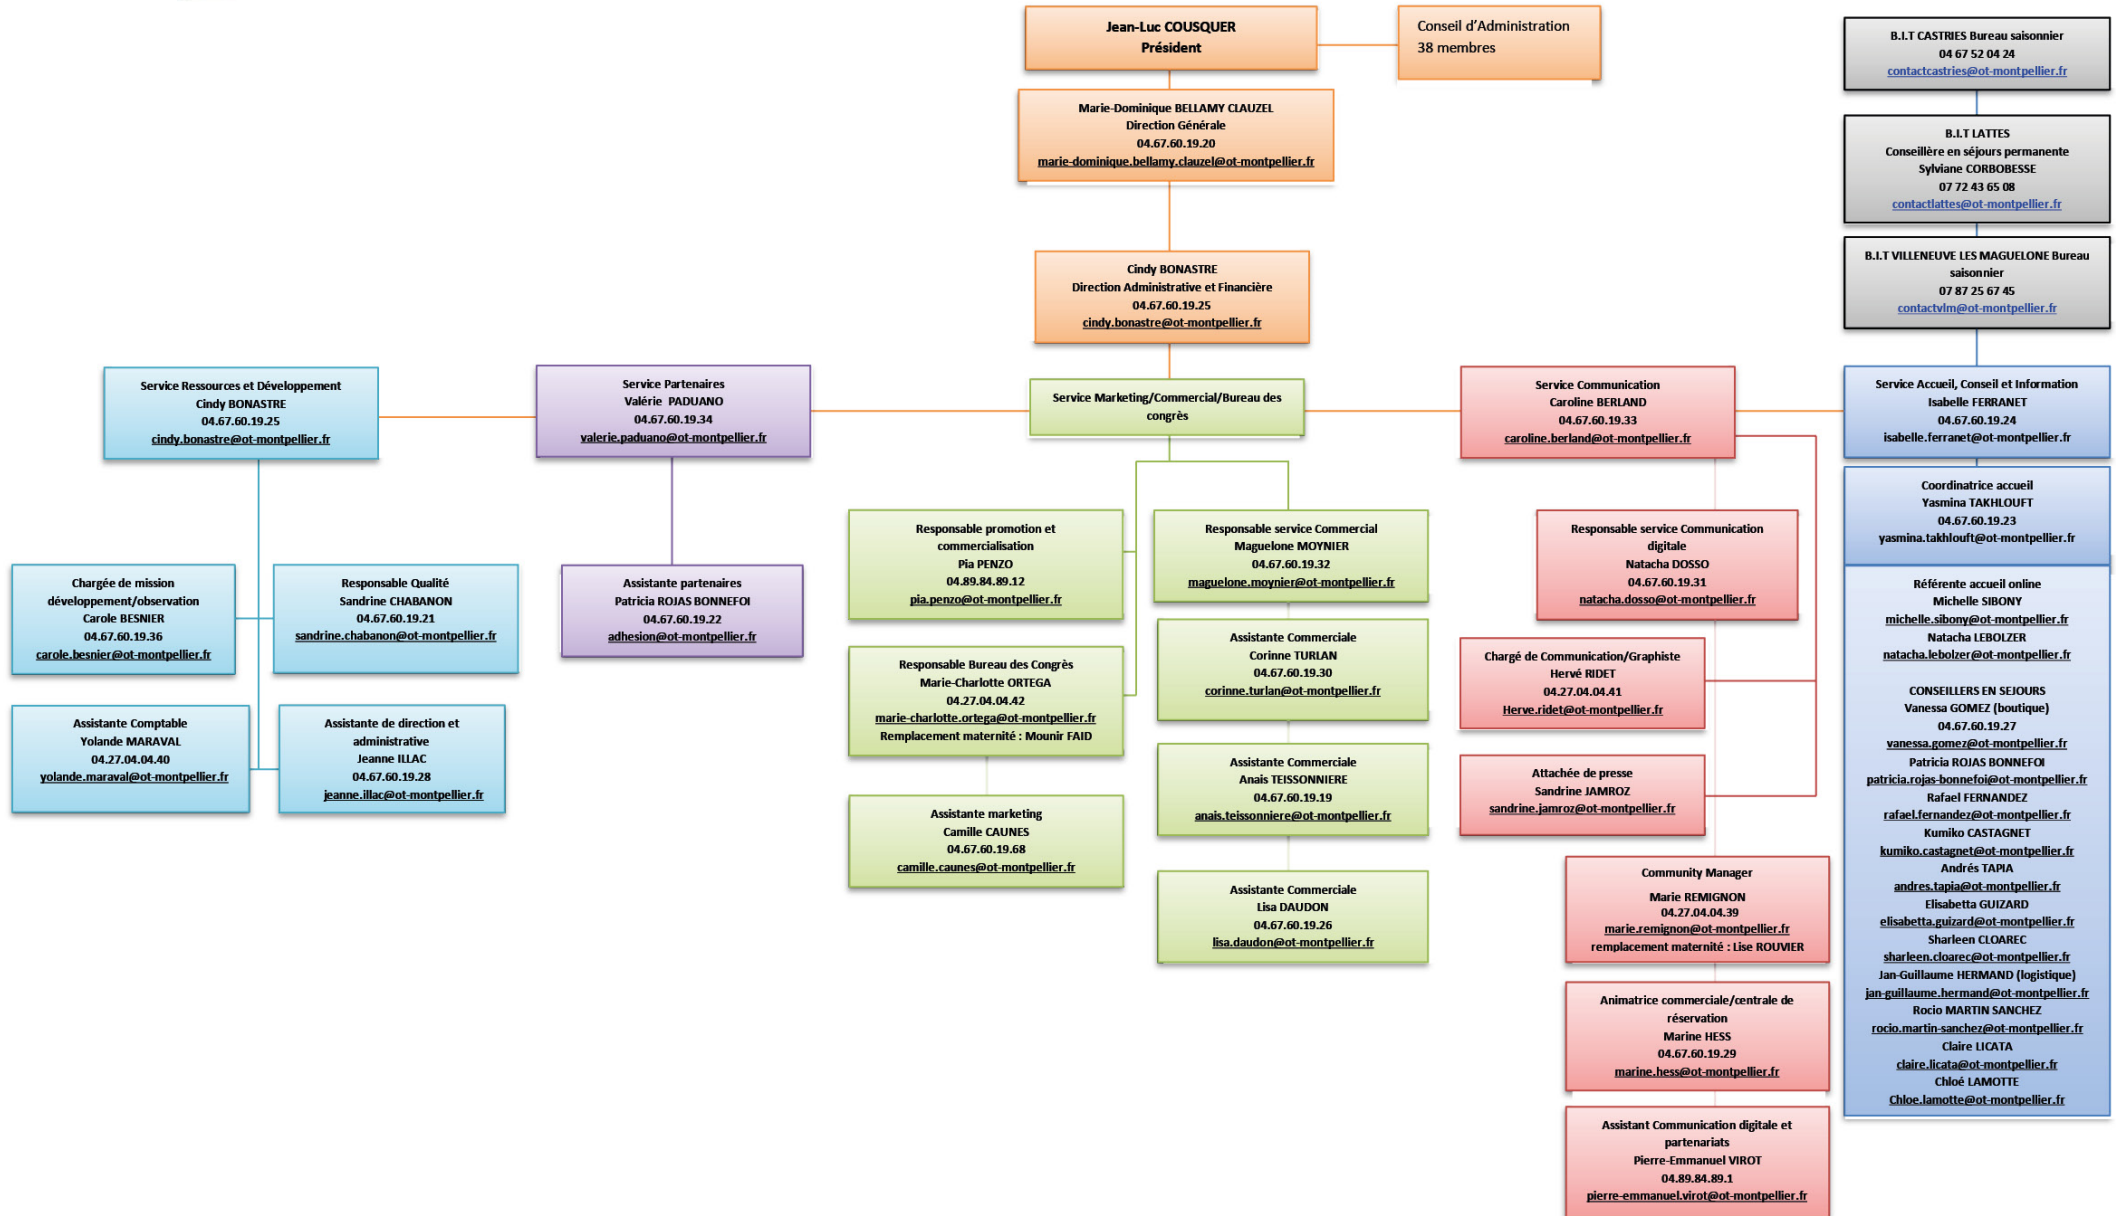 Jean-Luc COUSQUER
Président
Conseil d'Administration
38 membres
Marie-Dominique BELLAMY CLAUZEL
Direction Générale
04.67.60.19.20
marie-dominique.bellamy.clauzel@ot-montpellier.fr
Cindy BONASTRE
Direction Administrative et Financière
04.67.60.19.25
cindy.bonastre@ot-montpellier.fr
B.I.T CASTRIES Bureau saisonnier
04 67 52 04 24
contactcastries@ot-montpellier.fr
B.I.T LATTES
Conseillère en séjours permanente
Sylviane CORBOBESSE
07 72 43 65 08
contactlattes@ot-montpellier.fr
B.I.T VILLENEUVE LES MAGUELONE Bureau
saisonnier
07 87 25 67 45
contactvlm@ot-montpellier.fr
Service Ressources et Développement
Cindy BONASTRE
04.67.60.19.25
cindy.bonastre@ot-montpellier.fr
Chargée de mission
développement/observation
Carole BESNIER
04.67.60.19.36
carole.besnier@ot-montpellier.fr
Responsable Qualité
Sandrine CHABANON
04.67.60.19.21
sandrine.chabanon@ot-montpellier.fr
Assistante Comptable
Yolande MARAVAL
04.27.04.04.40
yolande.maraval@ot-montpellier.fr
Assistante de direction et
administrative
Jeanne ILLAC
04.67.60.19.28
jeanne.illac@ot-montpellier.fr
Service Partenaires
Valérie PADUANO
04.67.60.19.34
valerie.paduano@ot-montpellier.fr
Assistante partenaires
Patricia ROJAS BONNEFOI
04.67.60.19.22
adhesion@ot-montpellier.fr
Service Marketing/Commercial/Bureau des
congrès
Responsable promotion et
commercialisation
Pia PENZO
04.89.84.89.12
pia.penzo@ot-montpellier.fr
Responsable Bureau des Congrès
Marie-Charlotte ORTEGA
04.27.04.04.42
marie-charlotte.ortega@ot-montpellier.fr
Remplacement maternité : Mounir FAID
Assistante marketing
Camille CAUNES
04.67.60.19.68
camille.caunes@ot-montpellier.fr
Responsable service Commercial
Maguelone MOYNIER
04.67.60.19.32
maguelone.moynier@ot-montpellier.fr
Assistante Commerciale
Corinne TURLAN
04.67.60.19.30
corinne.turlan@ot-montpellier.fr
Assistante Commerciale
Anais TEISSONNIERE
04.67.60.19.19
anais.teissonniere@ot-montpellier.fr
Assistante Commerciale
Lisa DAUDON
04.67.60.19.26
lisa.daudon@ot-montpellier.fr
Service Communication
Caroline BERLAND
04.67.60.19.33
caroline.berland@ot-montpellier.fr
Responsable service Communication
digitale
Natacha DOSSO
04.67.60.19.31
natacha.dosso@ot-montpellier.fr
Chargé de Communication/Graphiste
Hervé RIDET
04.27.04.04.41
Herve.ridet@ot-montpellier.fr
Attachée de presse
Sandrine JAMROZ
sandrine.jamroz@ot-montpellier.fr
Community Manager
Marie REMIGNON
04.27.04.04.39
marie.remignon@ot-montpellier.fr
remplacement maternité : Lise ROUVIER
Animatrice commerciale/centrale de
réservation
Marine HESS
04.67.60.19.29
marine.hess@ot-montpellier.fr
Assistant Communication digitale et
partenariats
Pierre-Emmanuel VIROT
04.89.84.89.1
pierre-emmanuel.virot@ot-montpellier.fr
Service Accueil, Conseil et Information
Isabelle FERRANET
04.67.60.19.24
isabelle.ferranet@ot-montpellier.fr
Coordinatrice accueil
Yasmina TAKHLOUFT
04.67.60.19.23
yasmina.takhlouft@ot-montpellier.fr
Référente accueil online
Michelle SIBONY
michelle.sibony@ot-montpellier.fr
Natacha LEBOLZER
natacha.lebolzer@ot-montpellier.fr
CONSEILLERS EN SEJOURS
Vanessa GOMEZ (boutique)
04.67.60.19.27
vanessa.gomez@ot-montpellier.fr
Patricia ROJAS BONNEFOI
patricia.rojas-bonnefoi@ot-montpellier.fr
Rafael FERNANDEZ
rafael.fernandez@ot-montpellier.fr
Kumiko CASTAGNET
kumiko.castagnet@ot-montpellier.fr
Andrés TAPIA
andres.tapia@ot-montpellier.fr
Elisabetta GUIZARD
elisabetta.guizard@ot-montpellier.fr
Sharleen CLOAREC
sharleen.cloarec@ot-montpellier.fr
Jan-Guillaume HERMAND (logistique)
jan-guillaume.hermand@ot-montpellier.fr
Rocio MARTIN SANCHEZ
rocio.martin-sanchez@ot-montpellier.fr
Claire LICATA
claire.licata@ot-montpellier.fr
Chloé LAMOTTE
Chloe.lamotte@ot-montpellier.fr